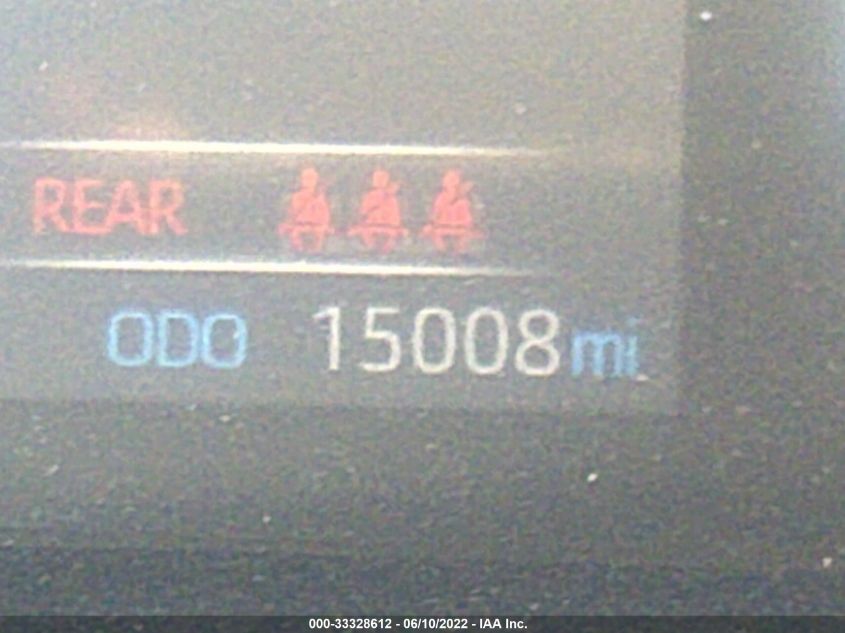 REAR
ODO 15008 mi
000-33328612 - 06/10/2022 - IAA Inc.